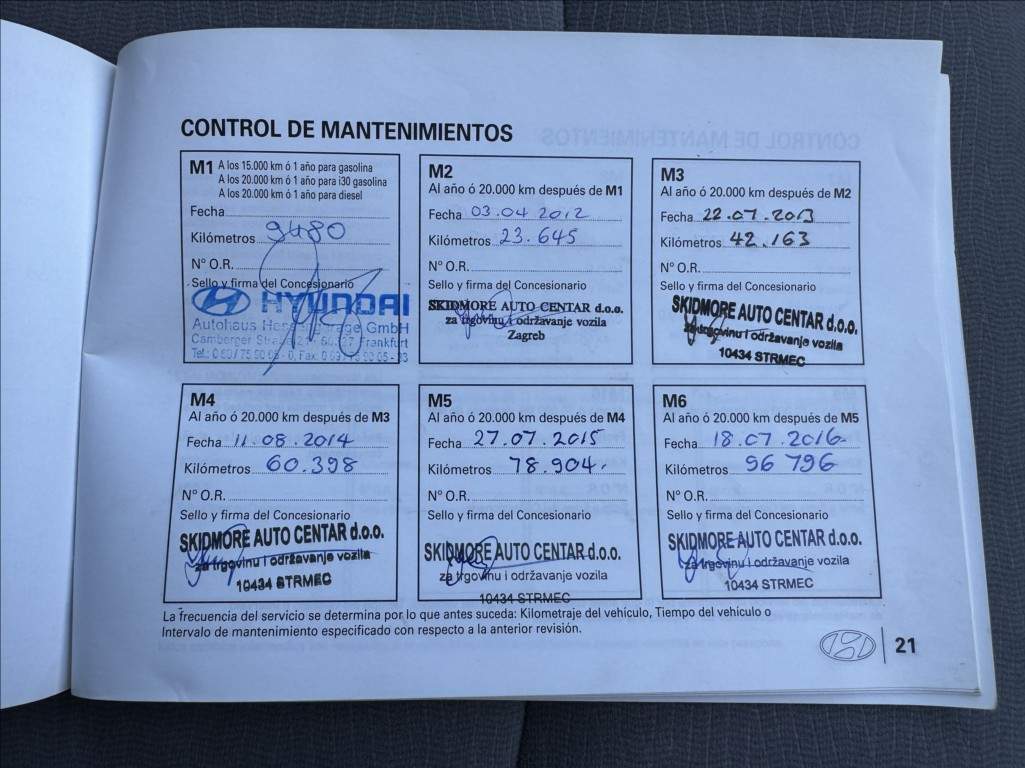 CONTROL DE MANTENIMIENTOS
M1 A los 15.000 km ó 1 año para gasolina
A los 20.000 km ó 1 año para i30 gasolina
A los 20.000 km ó 1 año para diesel
Fecha
Kilómetros 9480
Nº O.R.
Sello y firma del Concesionario
HYUNDAI
Autohaus GmbH
Camberger Frankfurt
M2
Al año ó 20.000 km después de M1
Fecha 03.04 2012
Kilómetros 23.645
Nº O.R.
Sello y firma del Concesionario
SKIDMORE AUTO CENTAR d.o.o.
za trgovinu i održavanje vozila
Zagreb
M3
Al año ó 20.000 km después de M2
Fecha 22.07.2013
Kilómetros 42.163
Nº O.R.
Sello y firma del Concesionario
SKIDMORE AUTO CENTAR d.o.o.
za trgovinu i održavanje vozila
10434 STRMEC
M4
Al año ó 20.000 km después de M3
Fecha 11.08.2014
Kilómetros 60.398
Nº O.R.
Sello y firma del Concesionario
SKIDMORE AUTO CENTAR d.o.o.
za trgovinu i održavanje vozila
10434 STRMEC
M5
Al año ó 20.000 km después de M4
Fecha 27.07.2015
Kilómetros 78.904.
Nº O.R.
Sello y firma del Concesionario
SKIDMORE AUTO CENTAR d.o.o.
za trgovinu i održavanje vozila
10434 STRMEC
M6
Al año ó 20.000 km después de M5
Fecha 18.07.2016.
Kilómetros 96 796
Nº O.R.
Sello y firma del Concesionario
SKIDMORE AUTO CENTAR d.o.o.
za trgovinu i održavanje vozila
10434 STRMEC
La frecuencia del servicio se determina por lo que antes suceda: Kilometraje del vehículo, Tiempo del vehículo o
Intervalo de mantenimiento especificado con respecto a la anterior revisión.
21